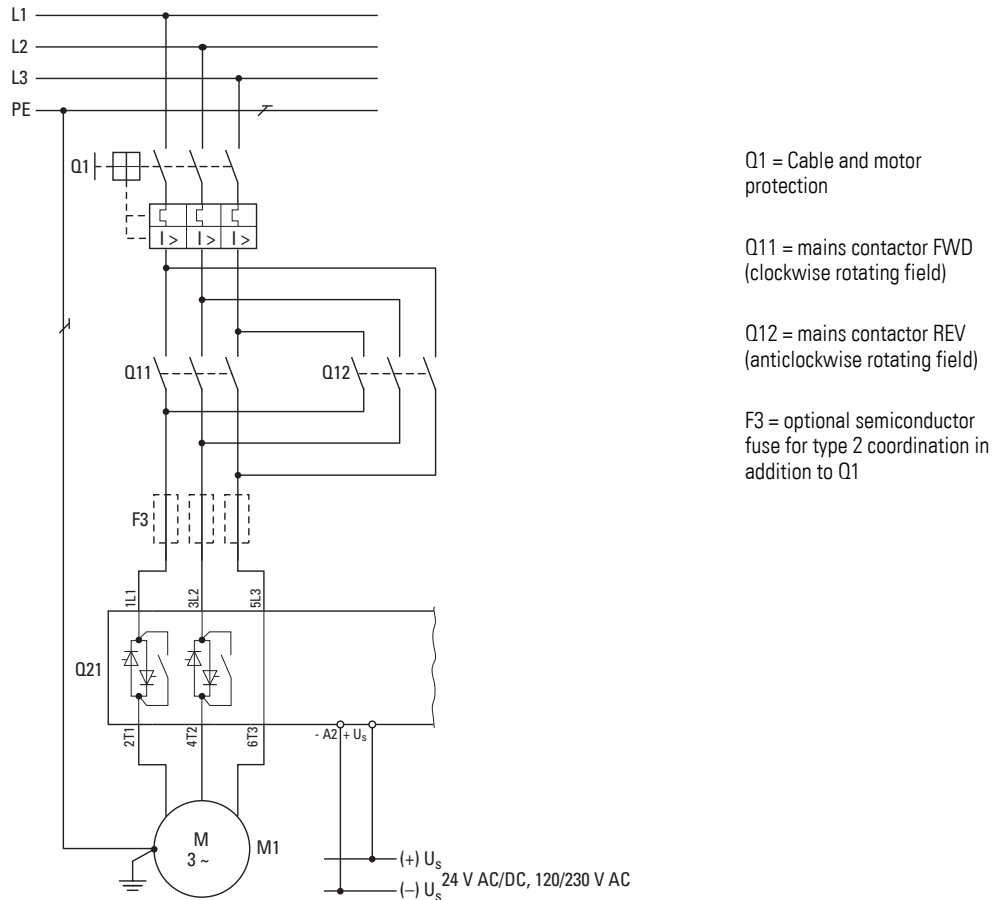 L1
L2
L3
PE
Q1
I > I > I >
Q11
Q12
F3
1L1
3L2
5L3
Q21
2T1
4T2
6T3
- A2 + Us
M
3 ~
M1
(+) Us
24 V AC/DC, 120/230 V AC
(–) Us
Q1 = Cable and motor
protection
Q11 = mains contactor FWD
(clockwise rotating field)
Q12 = mains contactor REV
(anticlockwise rotating field)
F3 = optional semiconductor
fuse for type 2 coordination in
addition to Q1